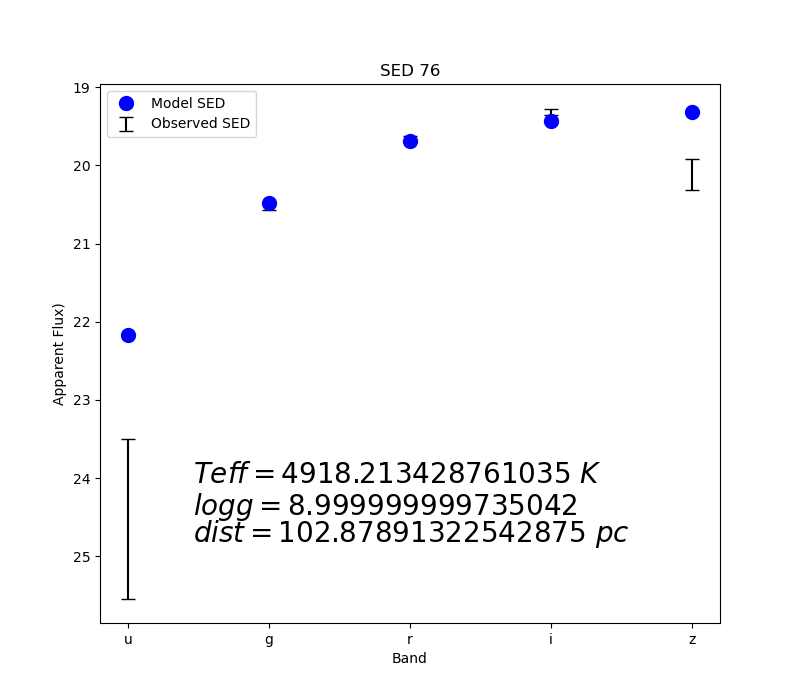 SED 76
Model SED
Observed SED
19
20
21
22
23
24
25
Apparent Flux)
Teff = 4918.213428761035 K
logg = 8.999999999735042
dist = 102.87891322542875 pc
u g r i z
Band